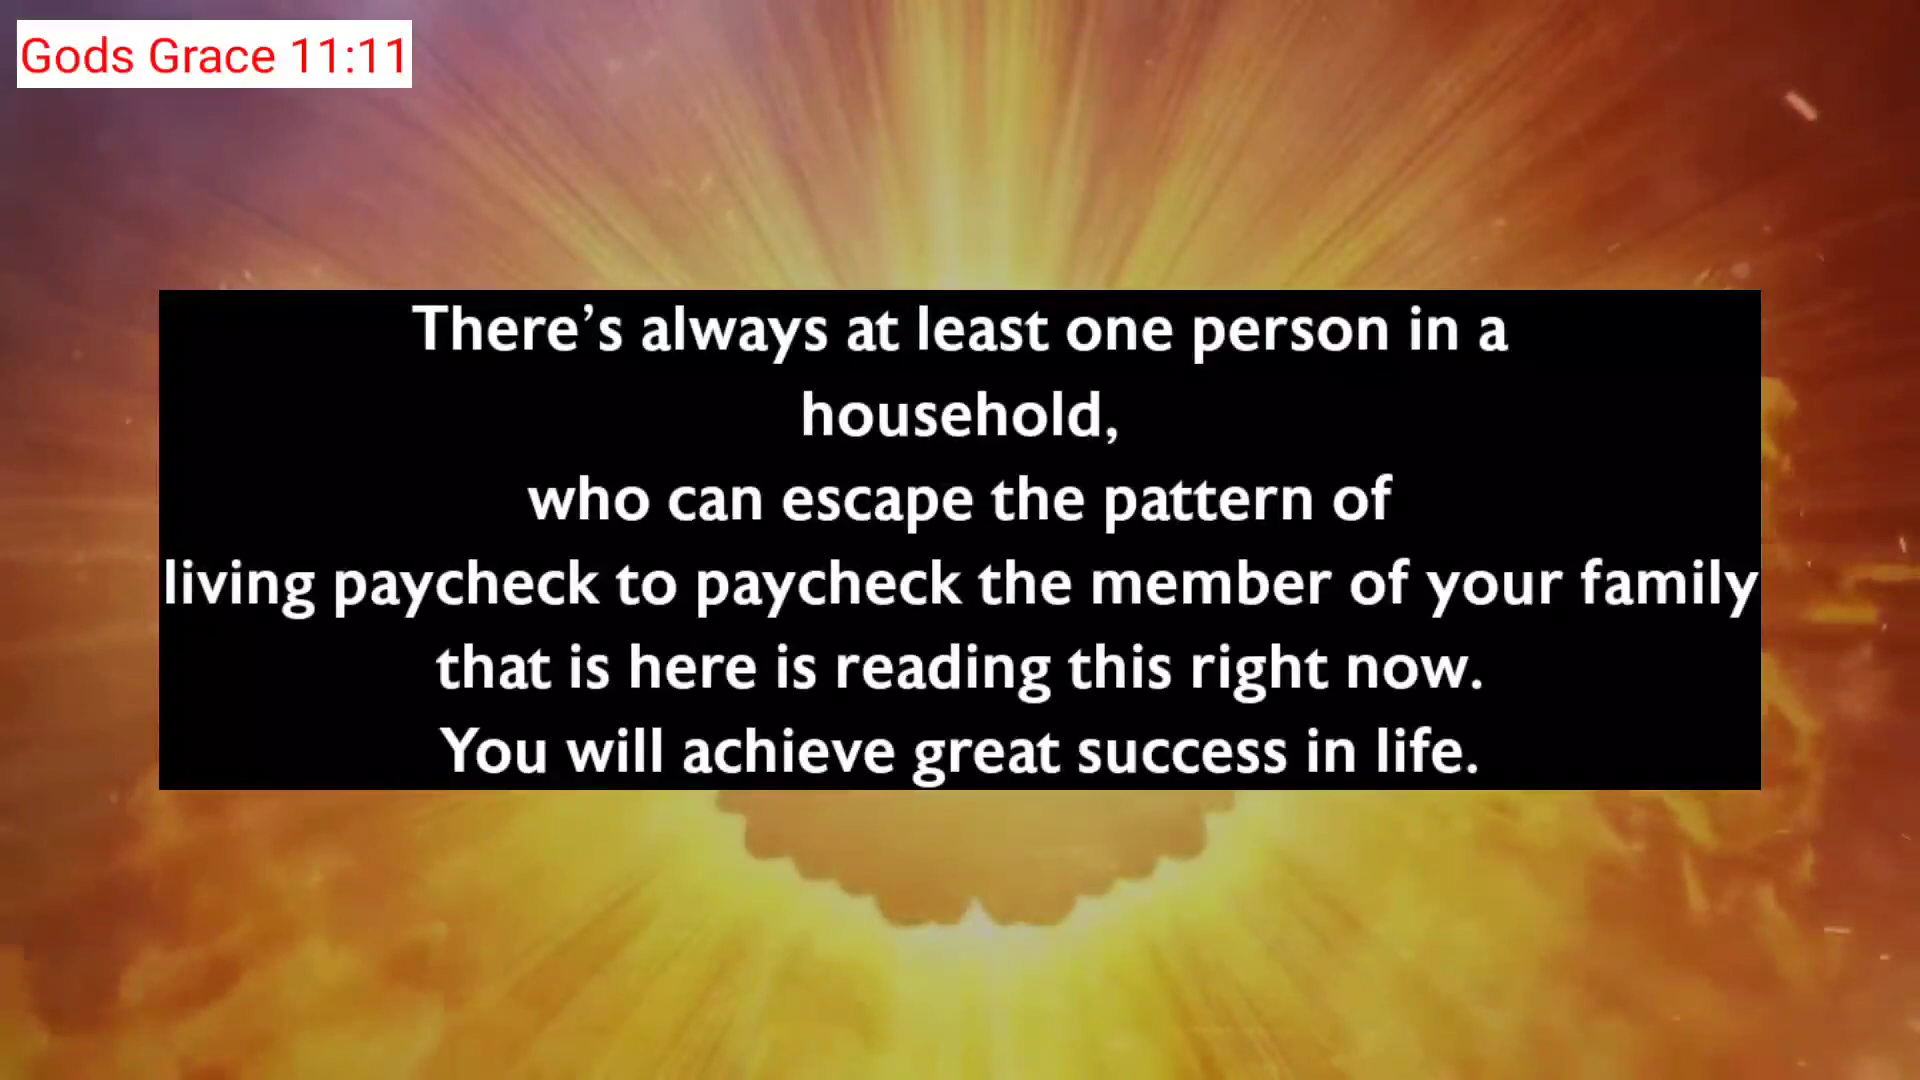 Gods Grace 11:11
There’s always at least one person in a
household,
who can escape the pattern of
living paycheck to paycheck the member of your family
that is here is reading this right now.
You will achieve great success in life.